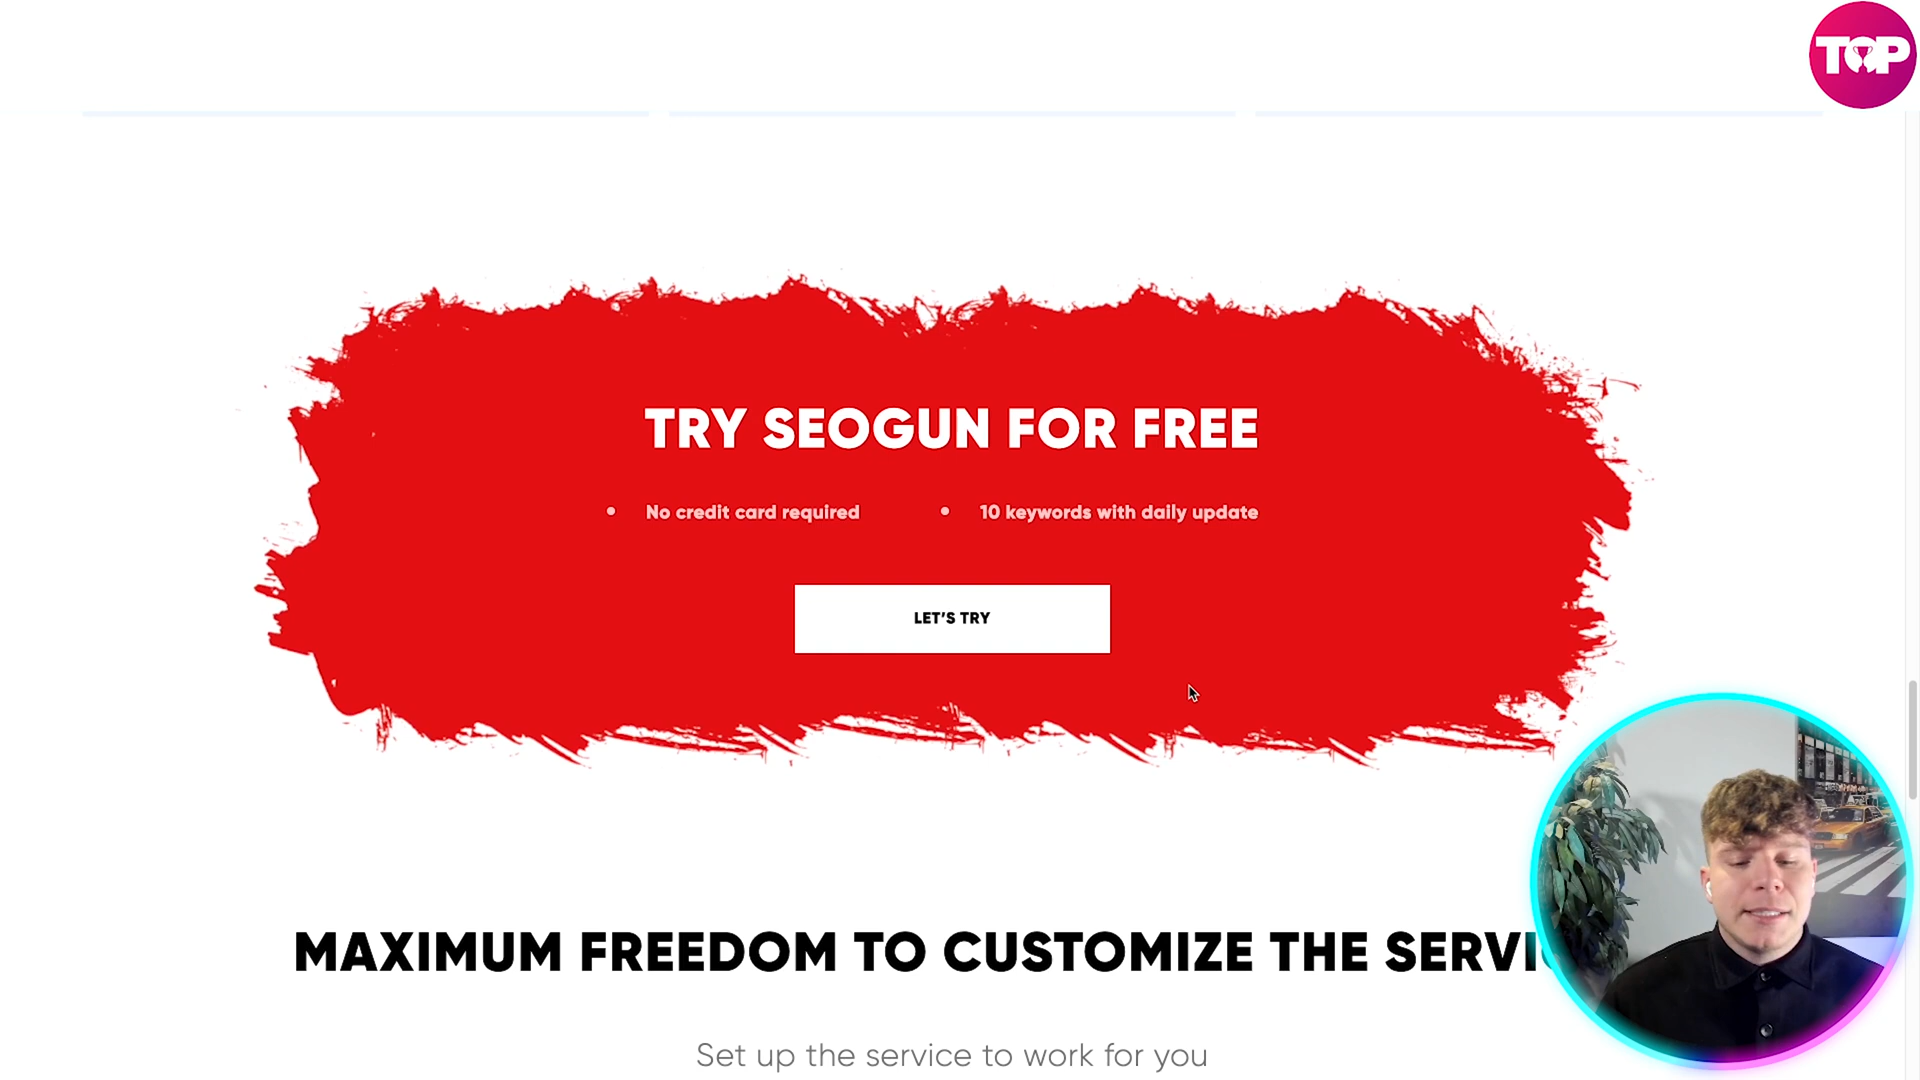 TOP
TRY SEOGUN FOR FREE
No credit card required
10 keywords with daily update
LET'S TRY
MAXIMUM FREEDOM TO CUSTOMIZE THE
Set up the service to work for you